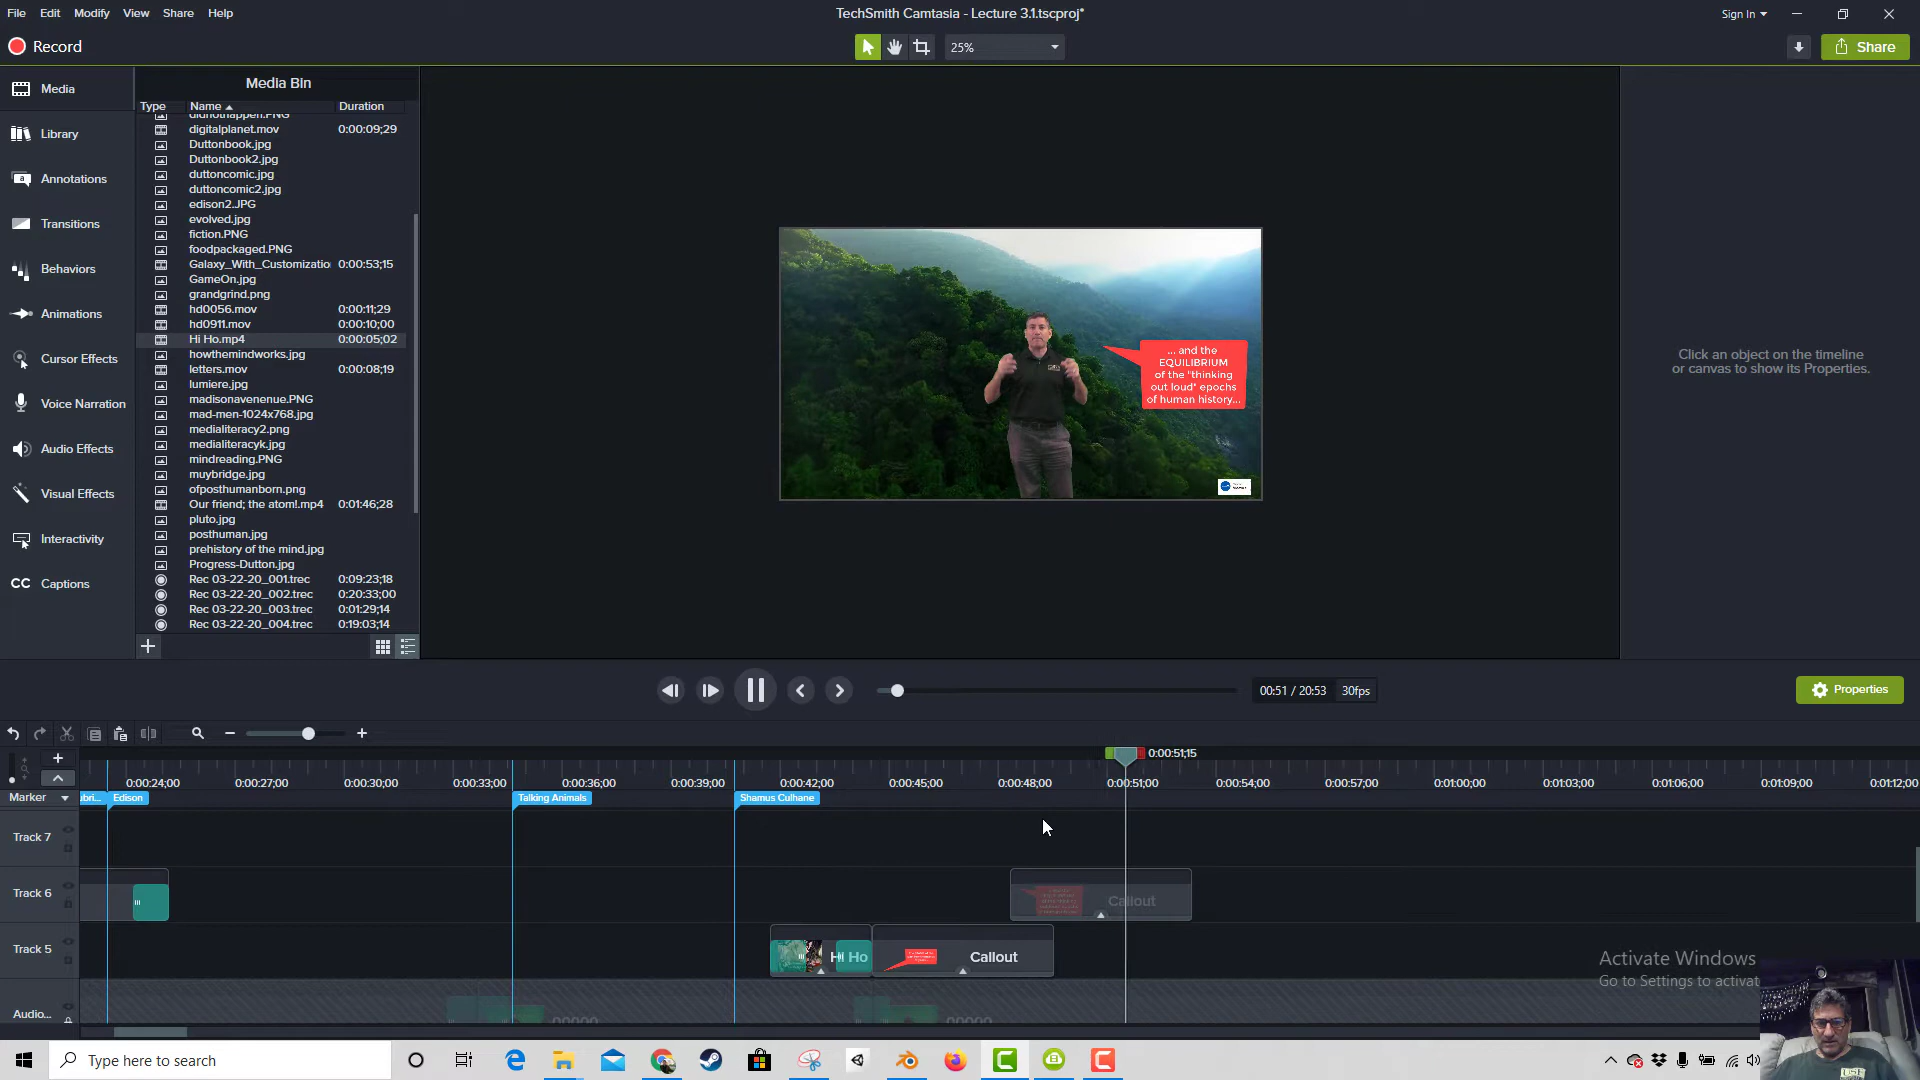 File Edit Modify View Share Help
TechSmith Camtasia - Lecture 3.1.tscproj*
Sign In
Record
25%
Share
Media
Library
Annotations
Transitions
Behaviors
Animations
Cursor Effects
Voice Narration
Audio Effects
Visual Effects
Interactivity
CC Captions
Media Bin
Type Name Duration
didnothappen.PNG
digitalplanet.mov 0:00:09;29
Duttonbook.jpg
Duttonbook2.jpg
duttoncomic.jpg
duttoncomic2.jpg
edison2.JPG
evolved.jpg
fiction.PNG
foodpackaged.PNG
Galaxy_With_Customizatio 0:00:53;15
GameOn.jpg
grandgrind.png
hd0056.mov 0:00:11;29
hd0911.mov 0:00:10;00
Hi Ho.mp4 0:00:05;02
howthemindworks.jpg
letters.mov 0:00:08;19
lumiere.jpg
madisonavenenue.PNG
mad-men-1024x768.jpg
medialiteracy2.png
medialiteracyk.jpg
mindreading.PNG
muybridge.jpg
ofposthumanborn.png
Our friend; the atom!.mp4 0:01:46;28
pluto.jpg
posthuman.jpg
prehistory of the mind.jpg
Progress-Dutton.jpg
Rec 03-22-20_001.trec 0:09:23;18
Rec 03-22-20_002.trec 0:20:33;00
Rec 03-22-20_003.trec 0:01:29;14
Rec 03-22-20_004.trec 0:19:03;14
... and the
EQUILIBRIUM
of the "thinking
out loud" epochs
of human history...
Click an object on the timeline
or canvas to show its Properties.
00:51 / 20:53 30fps
Properties
0:00:51;15
0:00:24;00 0:00:27;00 0:00:30;00 0:00:33;00 0:00:36;00 0:00:39;00 0:00:42;00 0:00:45;00 0:00:48;00 0:00:51;00 0:00:54;00 0:00:57;00 0:01:00;00 0:01:03;00 0:01:06;00 0:01:09;00 0:01:12;00
Marker
Edison
Talking Animals
Shamus Culhane
Track 7
Track 6
Callout
Track 5
Hi Ho
Callout
Audio...
00000
00000
Activate Windows
Go to Settings to activat
Type here to search